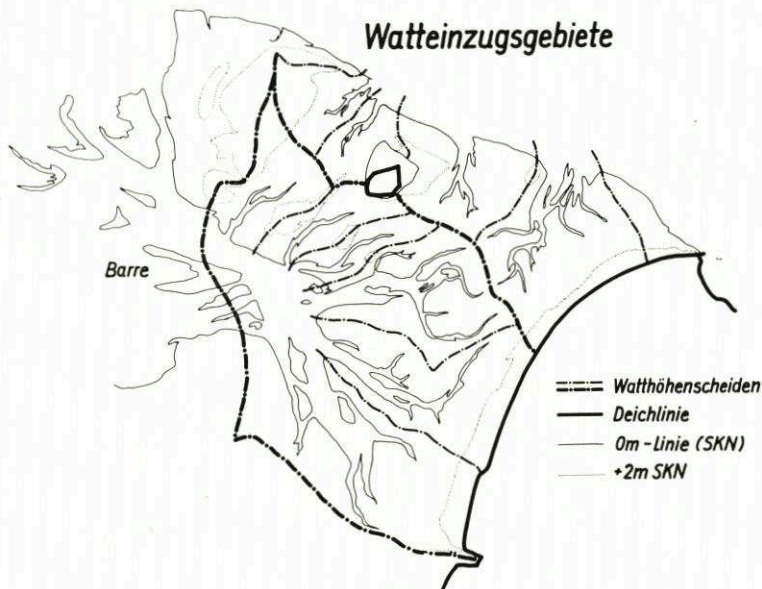 Watteinzugsgebiete
Barre
Watthöhenscheiden
Deichlinie
0m-Linie (SKN)
+2m SKN